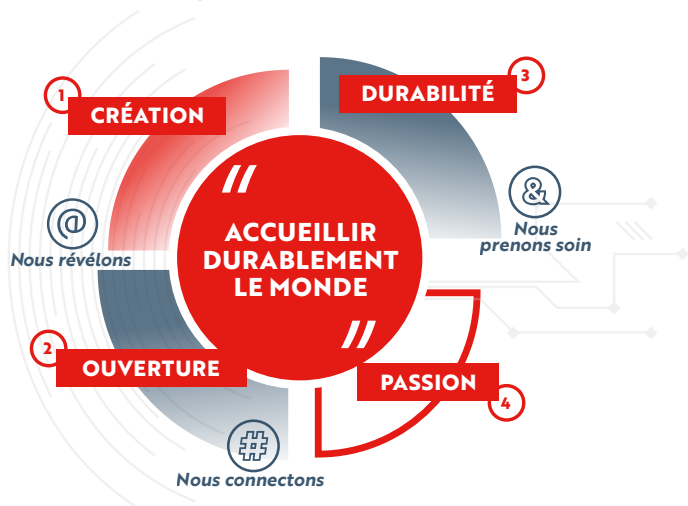 1
CRÉATION
@
Nous révélons
2
OUVERTURE
#
Nous connectons
3
DURABILITÉ
&
Nous
prenons soin
4
PASSION
"
ACCUEILLIR
DURABLEMENT
LE MONDE
"